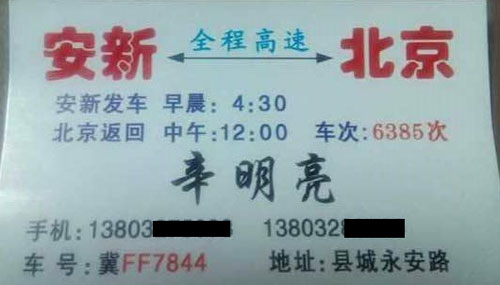 安新 全程高速 北京
安新发车 早晨: 4:30
北京返回 中午:12:00 车次:6385次
辛明亮
手机:13803 1380328
车 号:冀FF7844 地址:县城永安路